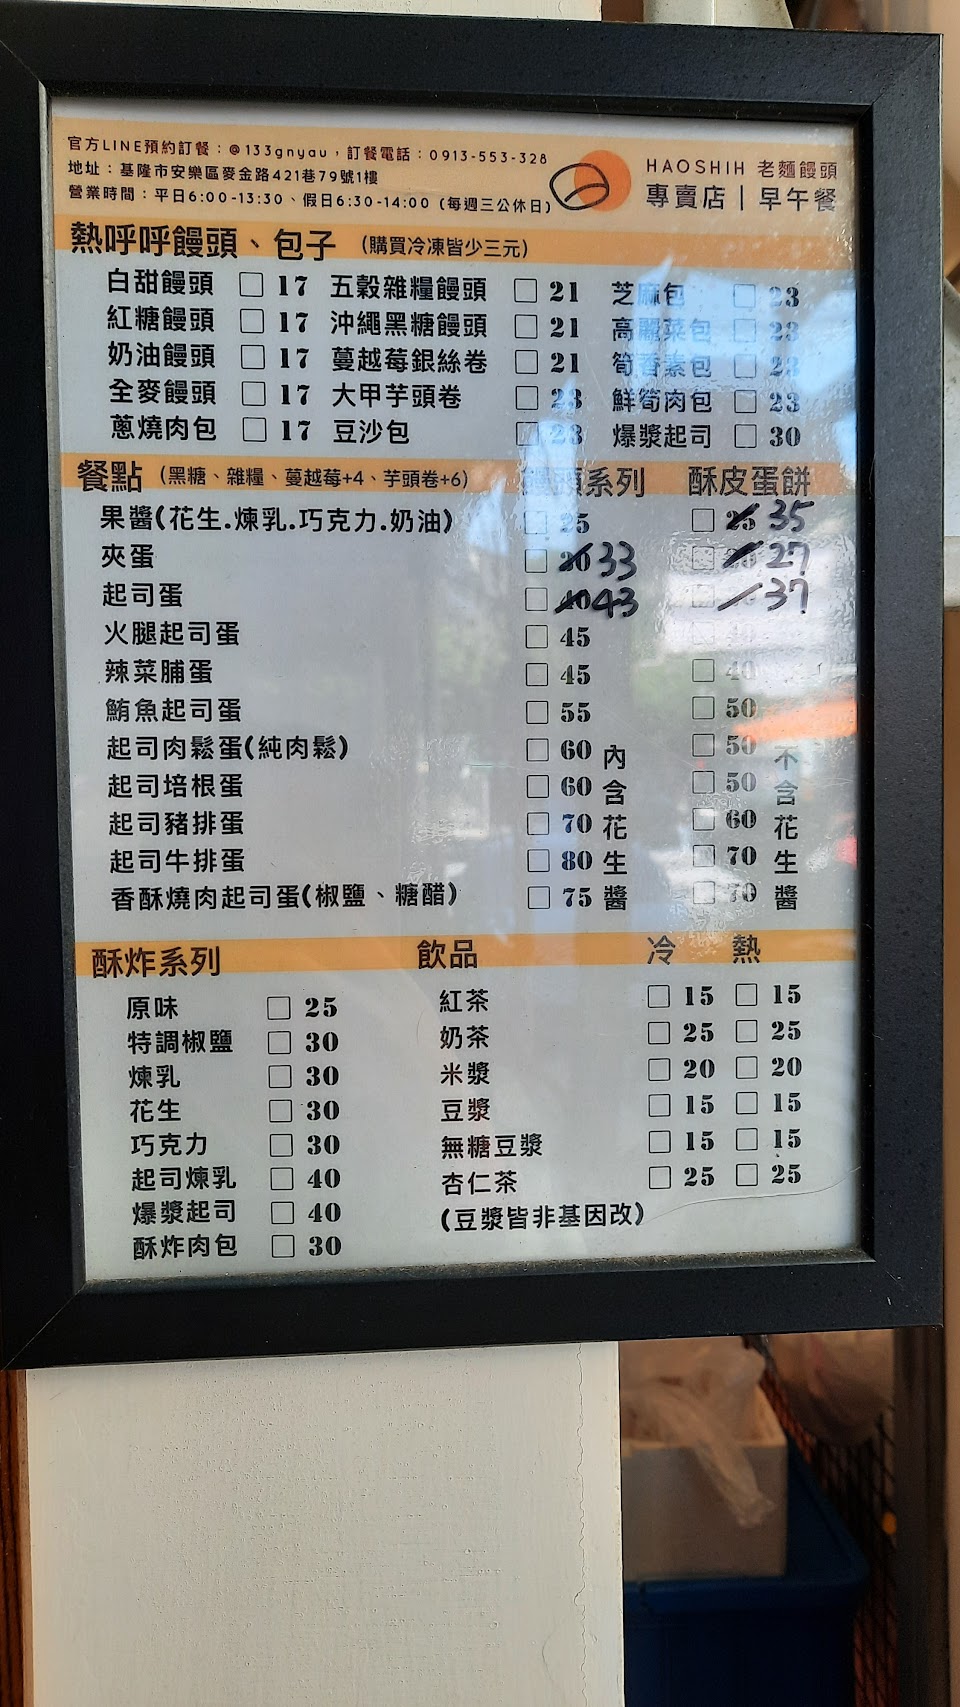 官方LINE預約訂餐：@133gnyau，訂餐電話：0913-553-328
地址：基隆市安樂區麥金路421巷79號1樓
營業時間：平日6:00-13:30、假日6:30-14:00 (每週三公休日)
HAOSHIH 老麵饅頭
專賣店｜早午餐
熱呼呼饅頭、包子 (購買冷凍皆少三元)
白甜饅頭 □ 17 五穀雜糧饅頭 □ 21 芝麻包 □ 23
紅糖饅頭 □ 17 沖繩黑糖饅頭 □ 21 高麗菜包 □ 23
奶油饅頭 □ 17 蔓越莓銀絲卷 □ 21 筍香素包 □ 23
全麥饅頭 □ 17 大甲芋頭卷 □ 23 鮮筍肉包 □ 23
蔥燒肉包 □ 17 豆沙包 □ 23 爆漿起司 □ 30
餐點 (黑糖、雜糧、蔓越莓+4、芋頭卷+6) 饅頭系列 酥皮蛋餅
果醬(花生.煉乳.巧克力.奶油) □ 25 □ 25 35
夾蛋 □ 30 33 □ 27
起司蛋 □ 40 43 □ 37
火腿起司蛋 □ 45 □ 40
辣菜脯蛋 □ 45 □ 40
鮪魚起司蛋 □ 55 □ 50
起司肉鬆蛋(純肉鬆) □ 60 □ 50
起司培根蛋 □ 60 □ 50
起司豬排蛋 □ 70 □ 60
起司牛排蛋 □ 80 □ 70
香酥燒肉起司蛋(椒鹽、糖醋) □ 75 □ 70
內含花生醬
不含花生醬
酥炸系列
原味 □ 25
特調椒鹽 □ 30
煉乳 □ 30
花生 □ 30
巧克力 □ 30
起司煉乳 □ 40
爆漿起司 □ 40
酥炸肉包 □ 30
飲品 冷 熱
紅茶 □ 15 □ 15
奶茶 □ 25 □ 25
米漿 □ 20 □ 20
豆漿 □ 15 □ 15
無糖豆漿 □ 15 □ 15
杏仁茶 □ 25 □ 25
(豆漿皆非基因改)